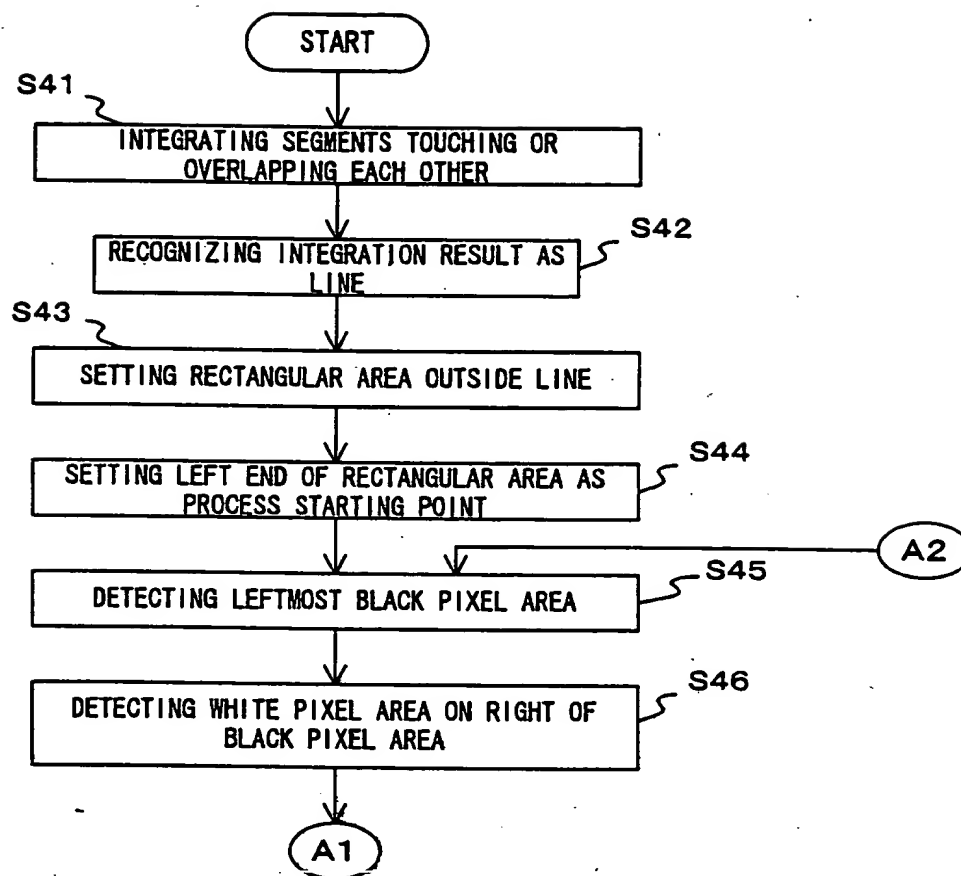 START
S41
INTEGRATING SEGMENTS TOUCHING OR
OVERLAPPING EACH OTHER
S42
RECOGNIZING INTEGRATION RESULT AS
LINE
S43
SETTING RECTANGULAR AREA OUTSIDE LINE
S44
SETTING LEFT END OF RECTANGULAR AREA AS
PROCESS STARTING POINT
A2
S45
DETECTING LEFTMOST BLACK PIXEL AREA
S46
DETECTING WHITE PIXEL AREA ON RIGHT OF
BLACK PIXEL AREA
A1